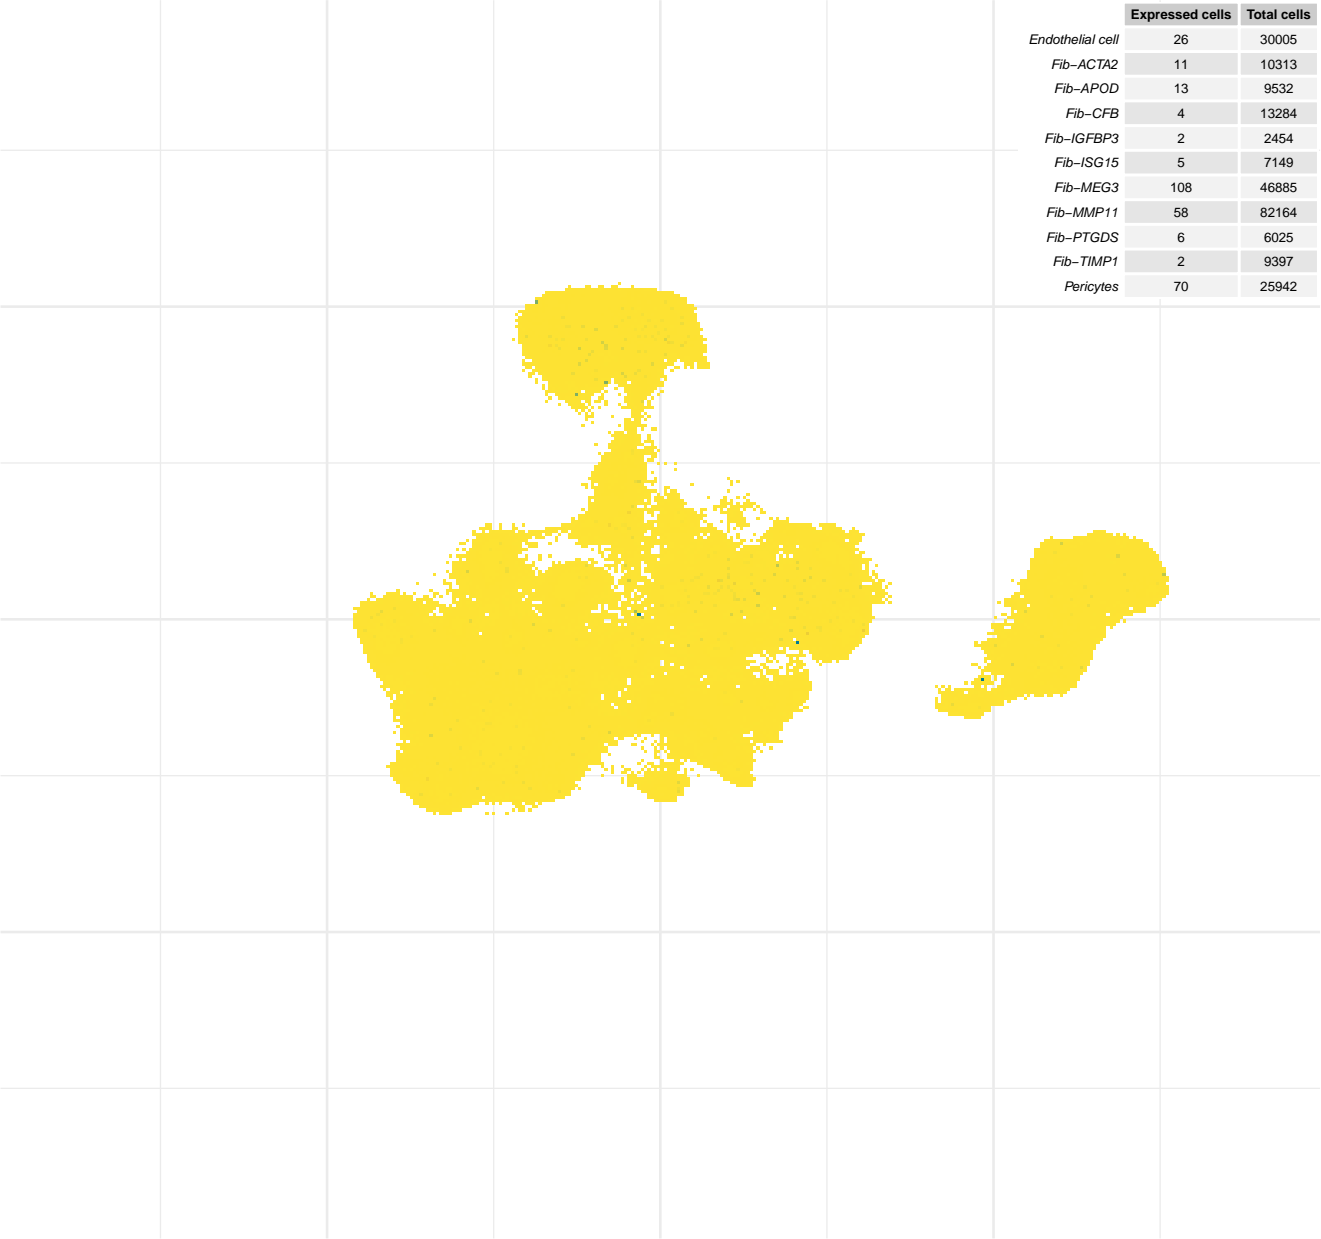 Expressed cells Total cells
Endothelial cell 26 30005
Fib−ACTA2 11 10313
Fib−APOD 13 9532
Fib−CFB 4 13284
Fib−IGFBP3 2 2454
Fib−ISG15 5 7149
Fib−MEG3 108 46885
Fib−MMP11 58 82164
Fib−PTGDS 6 6025
Fib−TIMP1 2 9397
Pericytes 70 25942